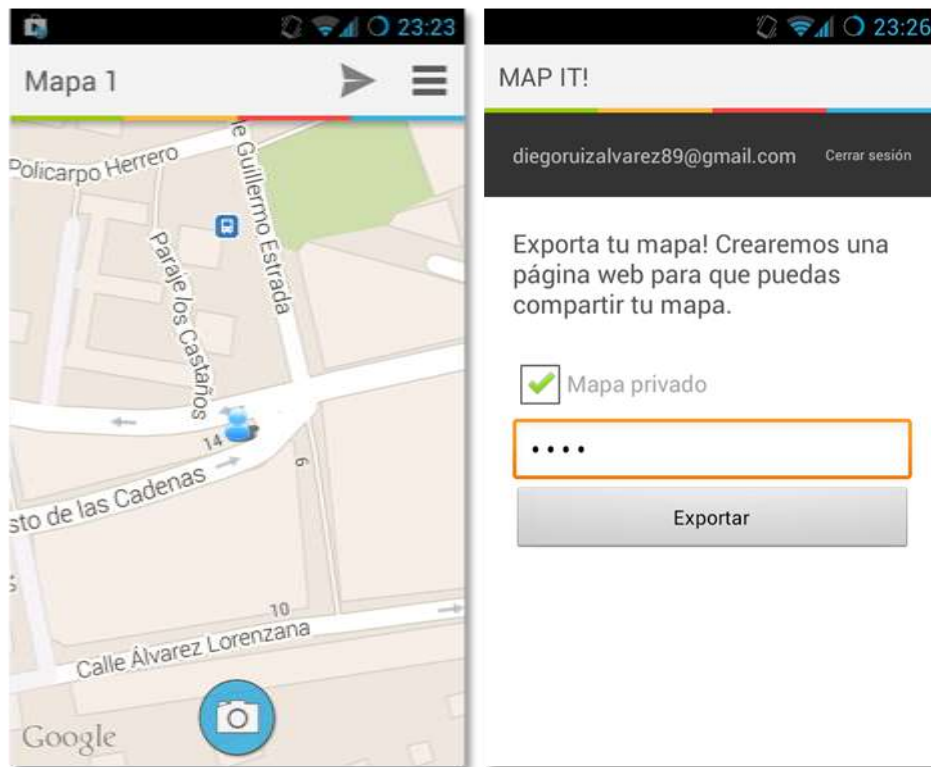 23:23
Mapa 1
Policarpo Herrero
le Guillermo Estrada
Paraje los Castaños
14
6
sto de las Cadenas
s
10
Calle Álvarez Lorenzana
Google
23:26
MAP IT!
diegoruizalvarez89@gmail.com Cerrar sesión
Exporta tu mapa! Crearemos una
página web para que puedas
compartir tu mapa.
Mapa privado
••••
Exportar